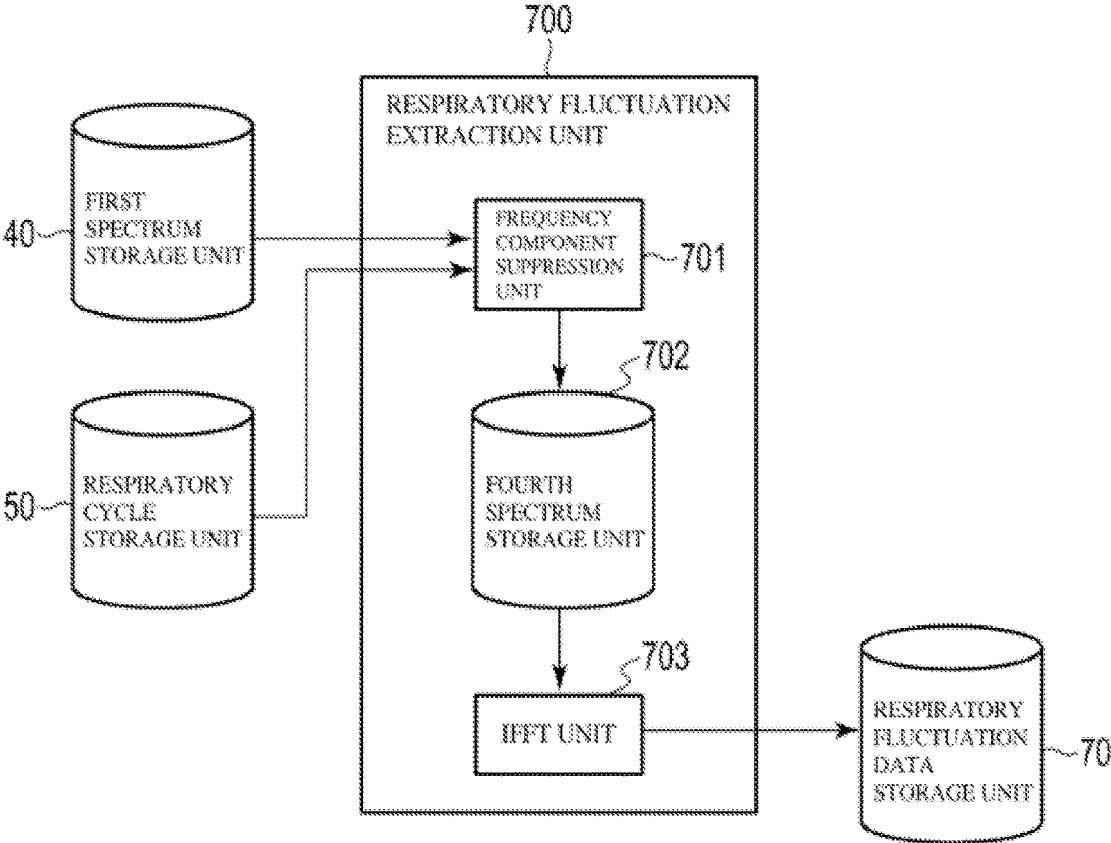 700
RESPIRATORY FLUCTUATION
EXTRACTION UNIT
FIRST
SPECTRUM
STORAGE UNIT
40
FREQUENCY
COMPONENT
SUPPRESSION
UNIT
701
702
RESPIRATORY
CYCLE
STORAGE UNIT
50
FOURTH
SPECTRUM
STORAGE UNIT
703
IFFT UNIT
RESPIRATORY
FLUCTUATION
DATA
STORAGE UNIT
70